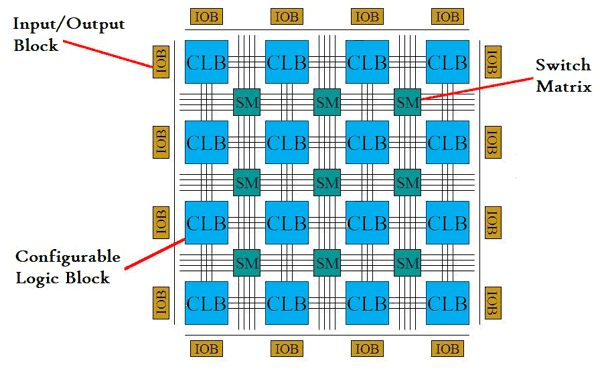 IOB IOB IOB IOB
Input/Output
Block
IOB CLB CLB CLB CLB IOB
Switch
Matrix
SM SM SM
IOB CLB CLB CLB CLB IOB
SM SM SM
IOB CLB CLB CLB CLB IOB
Configurable
Logic Block
SM SM SM
IOB CLB CLB CLB CLB IOB
IOB IOB IOB IOB